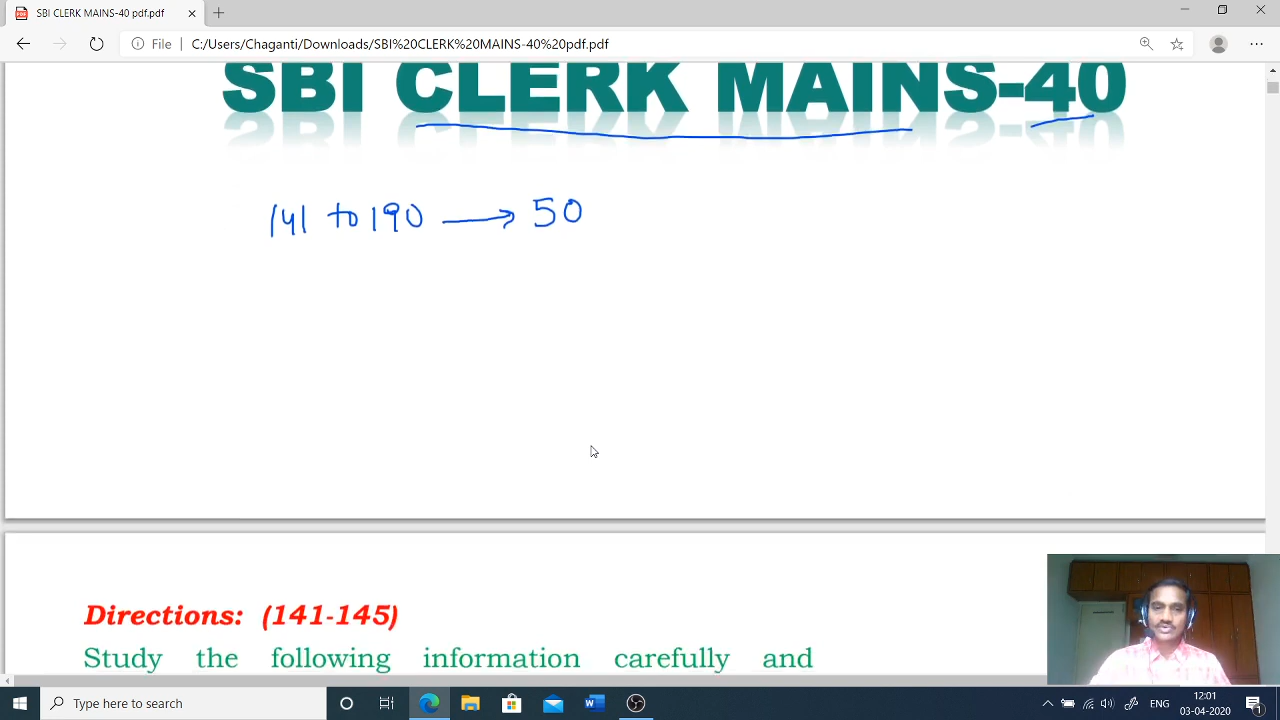 SBI CLERK MAINS-40 pdf.pdf
File | C:/Users/Chaganti/Downloads/SBI%20CLERK%20MAINS-40%20pdf.pdf
SBI CLERK MAINS-40
141 to 190 → 50
Directions: (141-145)
Study the following information carefully and
Type here to search
ENG
12:01
03-04-2020
1